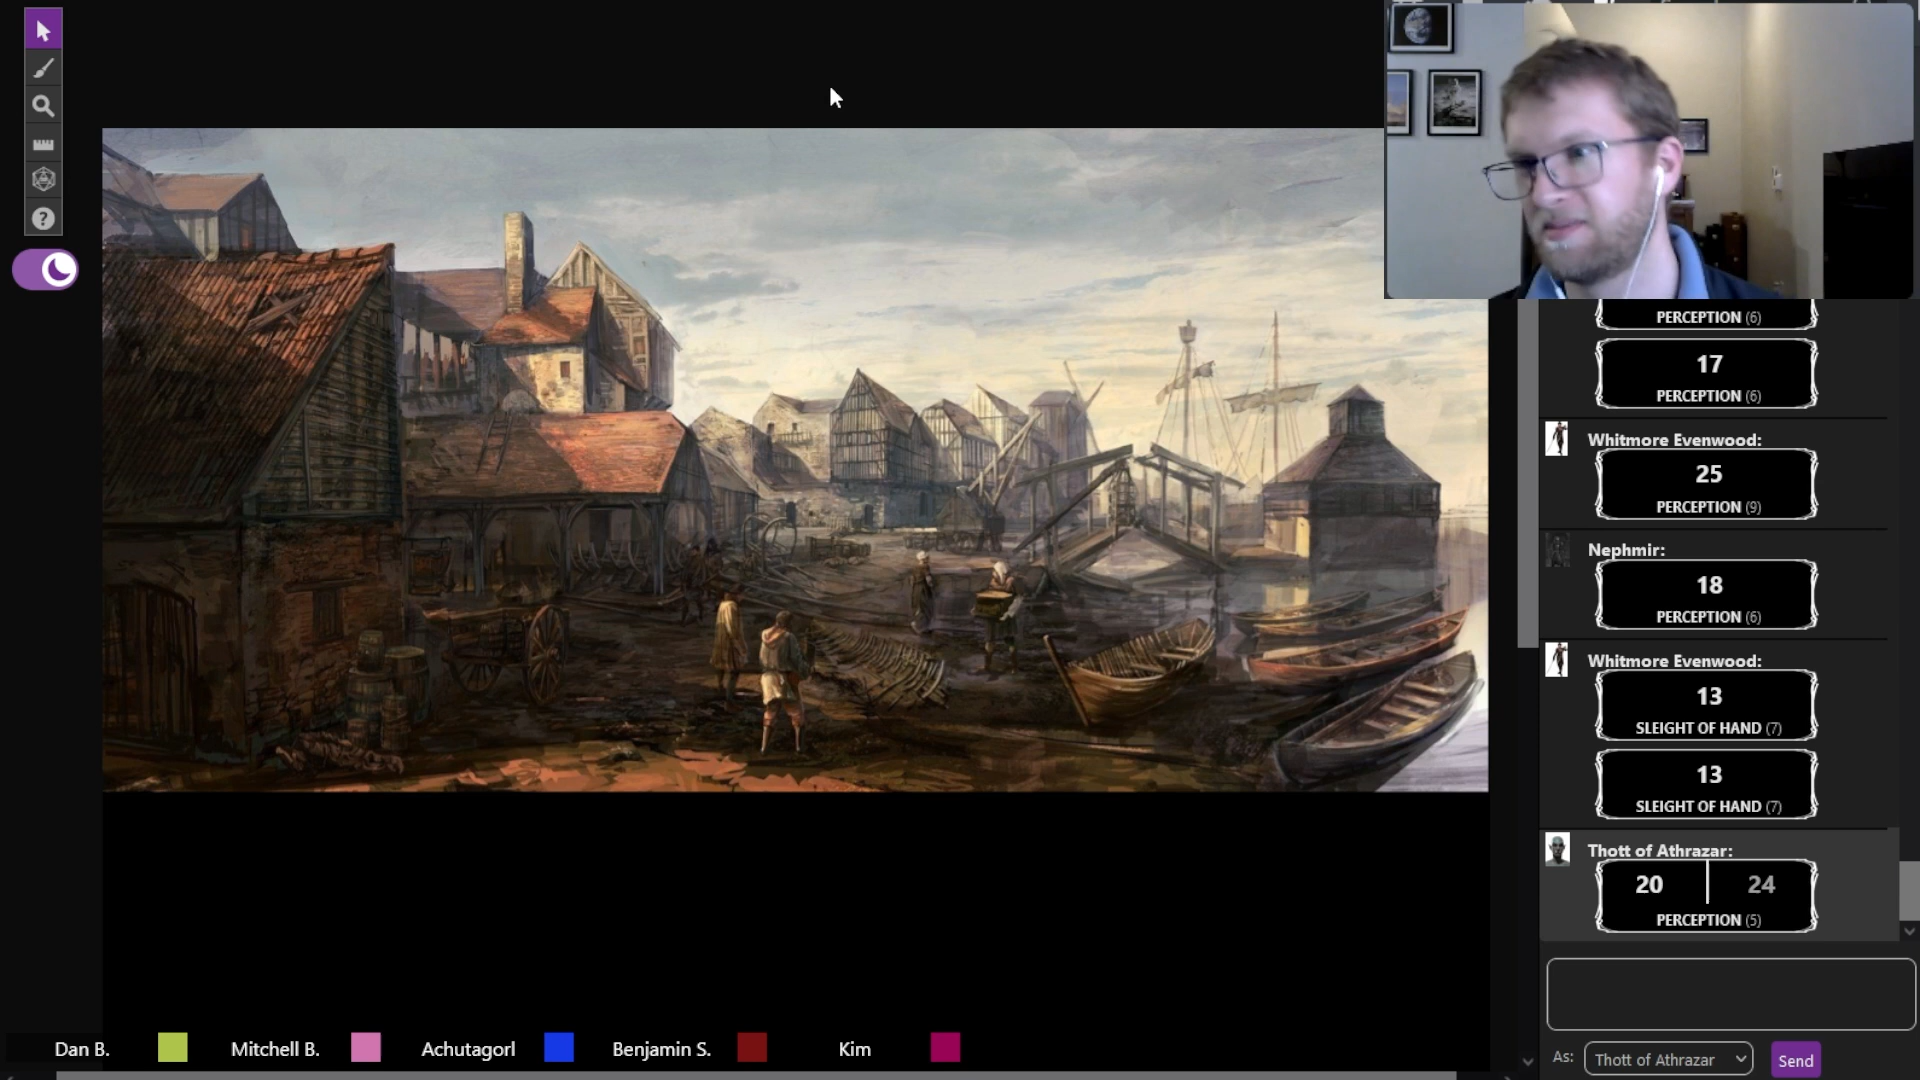 PERCEPTION (6)
17
PERCEPTION (6)
Whitmore Evenwood:
25
PERCEPTION (9)
Nephmir:
18
PERCEPTION (6)
Whitmore Evenwood:
13
SLEIGHT OF HAND (7)
13
SLEIGHT OF HAND (7)
Thott of Athrazar:
20 | 24
PERCEPTION (5)
As: Thott of Athrazar Send
Dan B. Mitchell B. Achutagorl Benjamin S. Kim
?